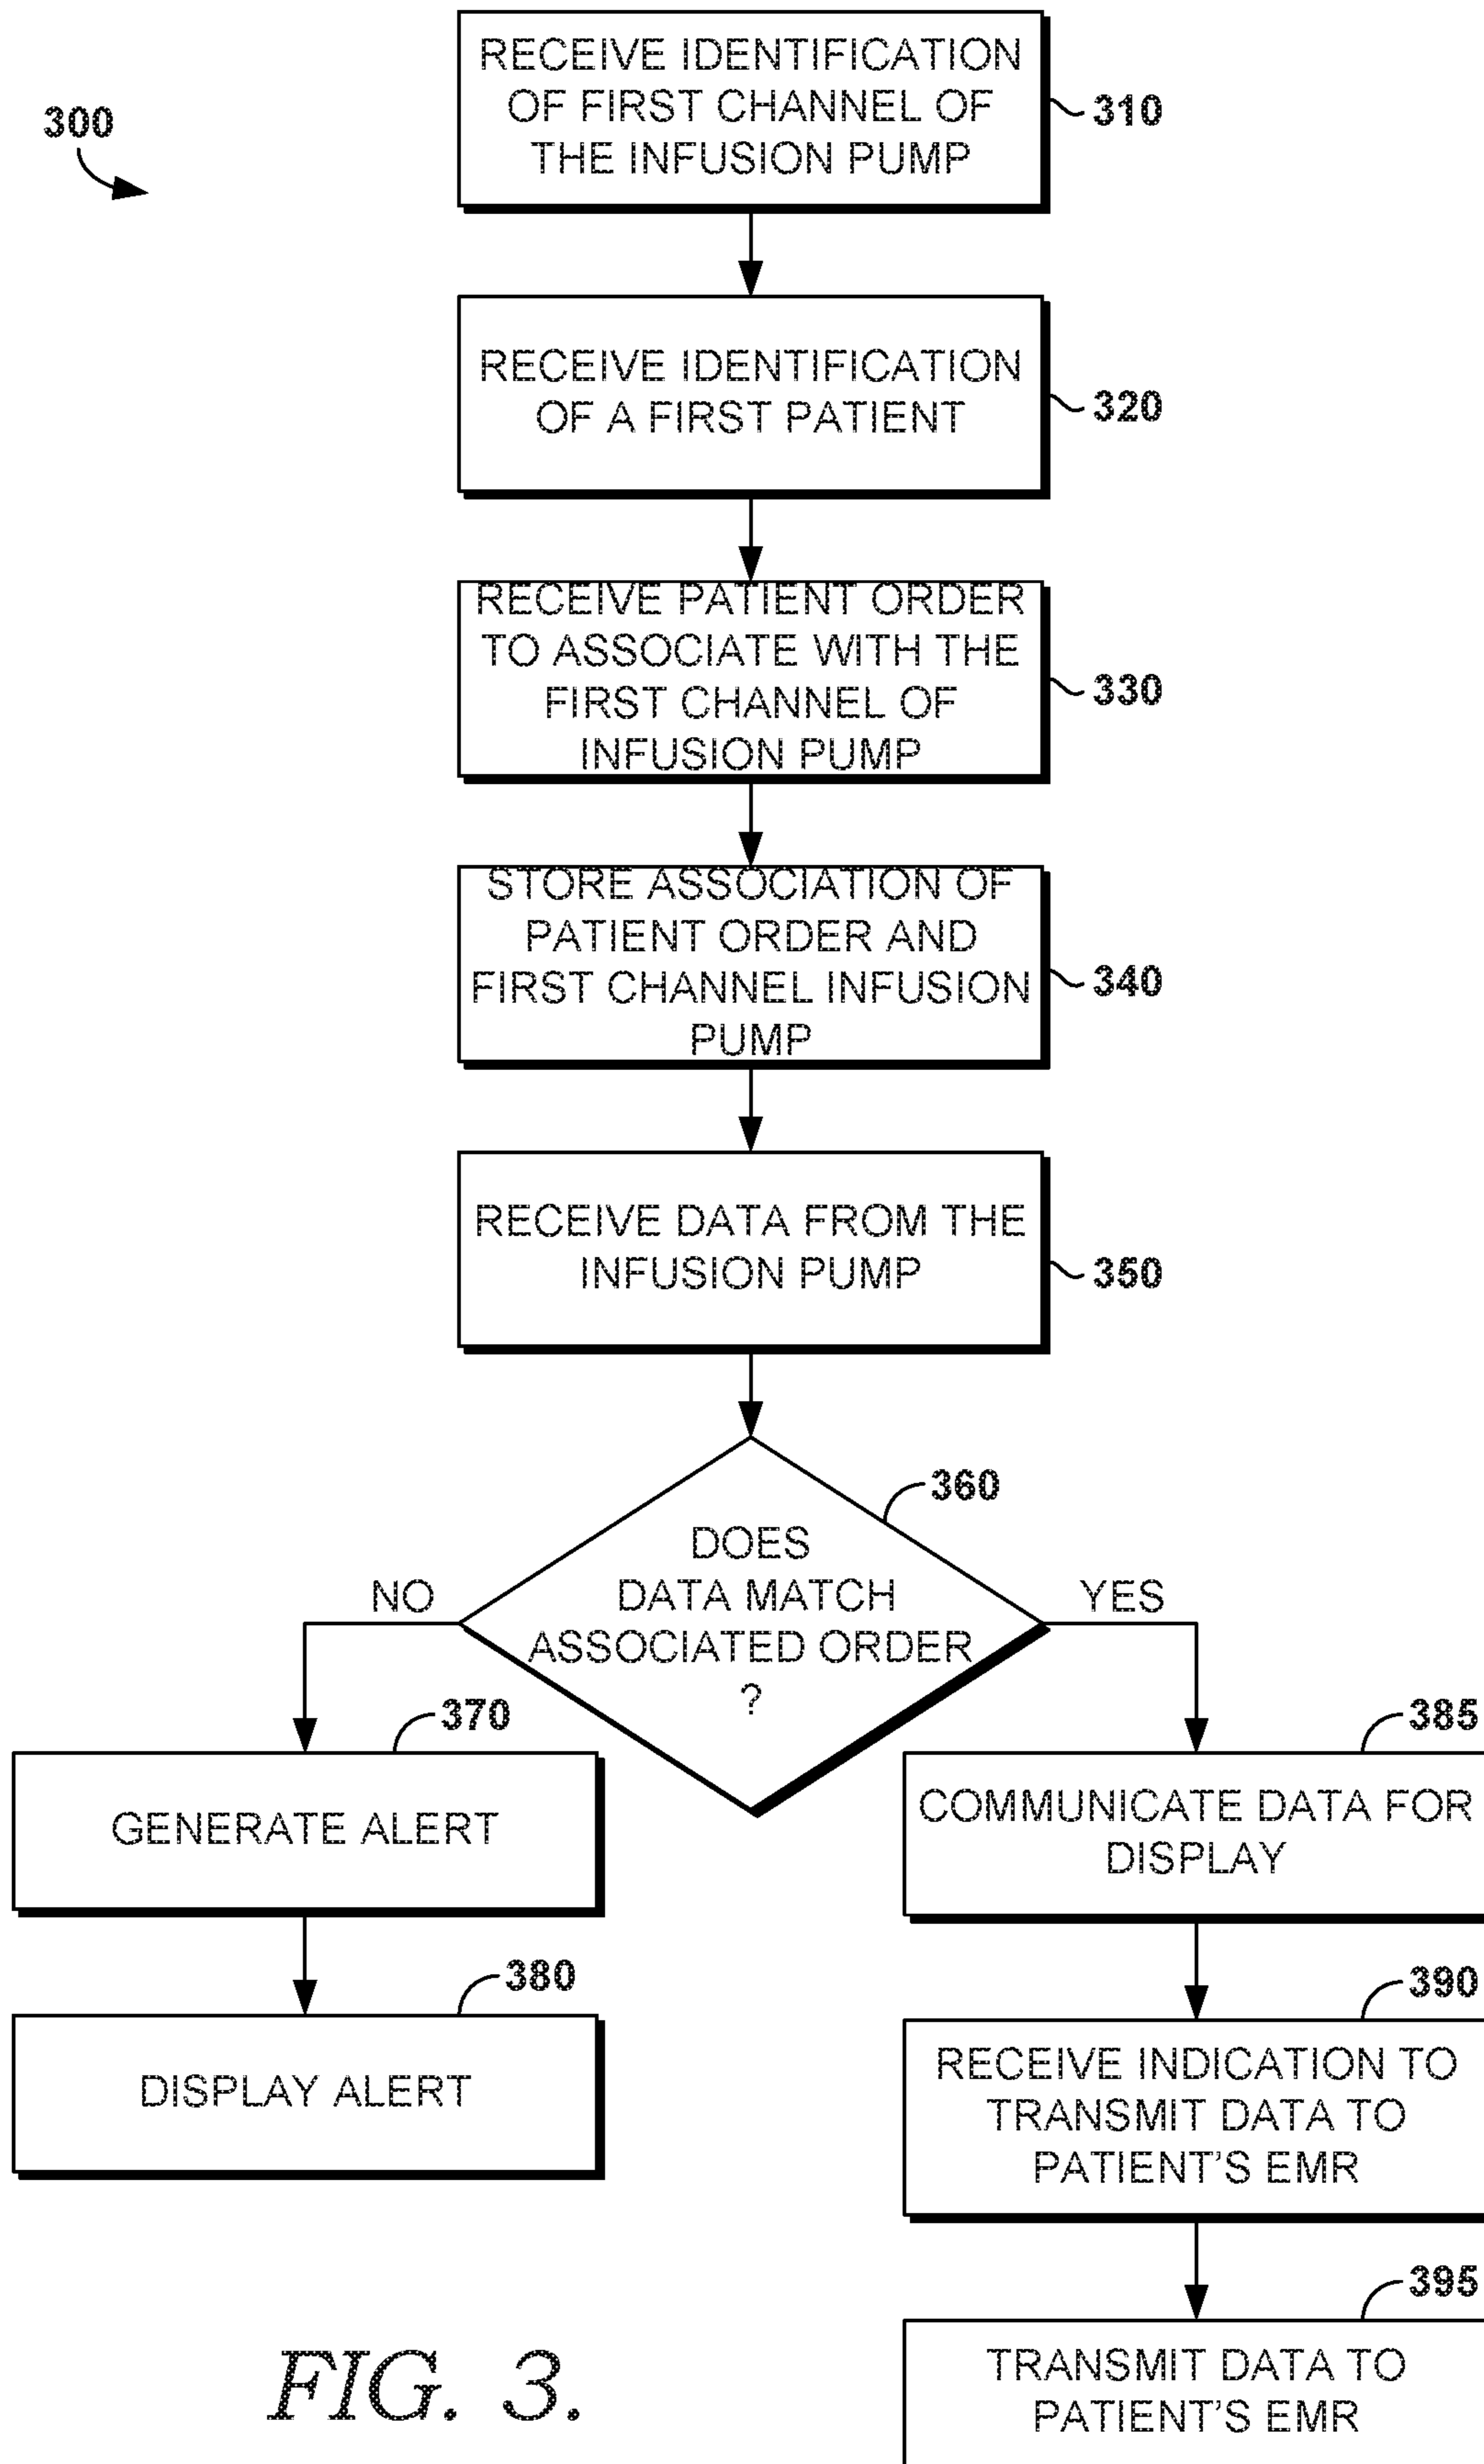 300
RECEIVE IDENTIFICATION
OF FIRST CHANNEL OF
THE INFUSION PUMP
310
RECEIVE IDENTIFICATION
OF A FIRST PATIENT
320
RECEIVE PATIENT ORDER
TO ASSOCIATE WITH THE
FIRST CHANNEL OF
INFUSION PUMP
330
STORE ASSOCIATION OF
PATIENT ORDER AND
FIRST CHANNEL INFUSION
PUMP
340
RECEIVE DATA FROM THE
INFUSION PUMP
350
360
DOES
DATA MATCH
ASSOCIATED ORDER
?
NO
YES
370
GENERATE ALERT
380
DISPLAY ALERT
385
COMMUNICATE DATA FOR
DISPLAY
390
RECEIVE INDICATION TO
TRANSMIT DATA TO
PATIENT'S EMR
395
TRANSMIT DATA TO
PATIENT'S EMR
FIG. 3.